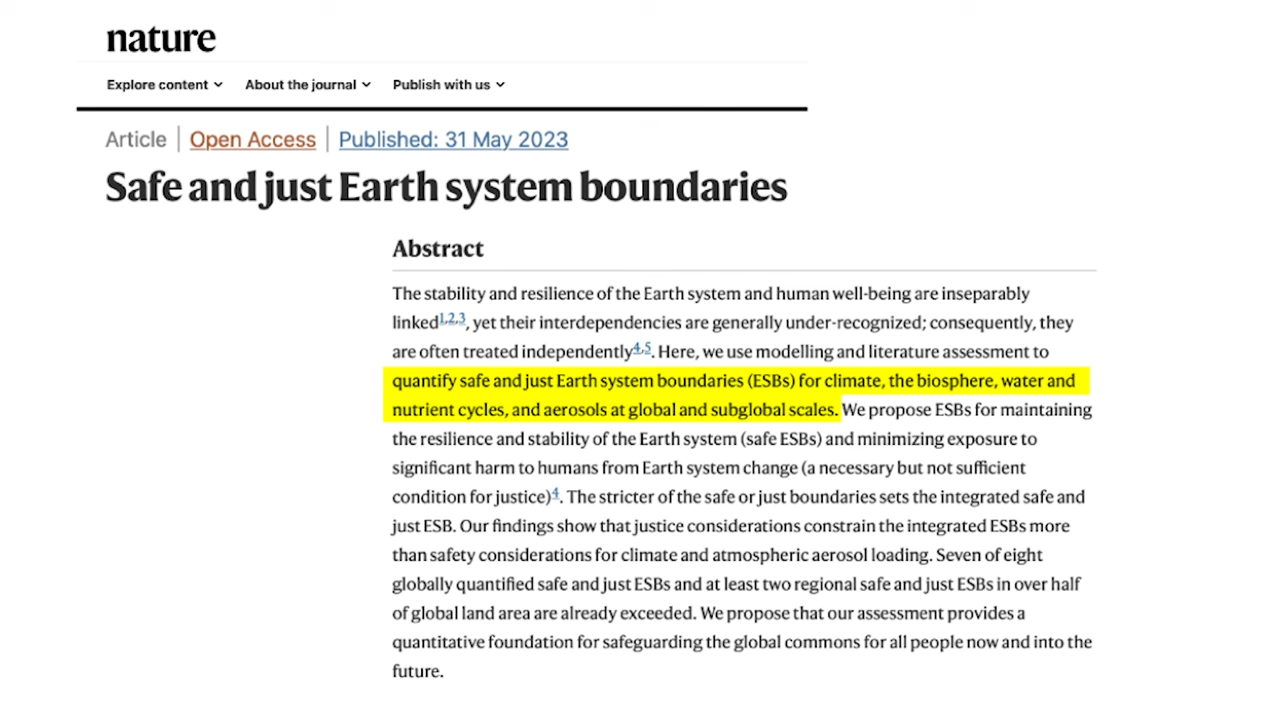 nature
Explore content About the journal Publish with us
Article | Open Access | Published: 31 May 2023
Safe and just Earth system boundaries
Abstract
The stability and resilience of the Earth system and human well-being are inseparably
linked1,2,3, yet their interdependencies are generally under-recognized; consequently, they
are often treated independently4,5. Here, we use modelling and literature assessment to
quantify safe and just Earth system boundaries (ESBs) for climate, the biosphere, water and
nutrient cycles, and aerosols at global and subglobal scales. We propose ESBs for maintaining
the resilience and stability of the Earth system (safe ESBs) and minimizing exposure to
significant harm to humans from Earth system change (a necessary but not sufficient
condition for justice)4. The stricter of the safe or just boundaries sets the integrated safe and
just ESB. Our findings show that justice considerations constrain the integrated ESBs more
than safety considerations for climate and atmospheric aerosol loading. Seven of eight
globally quantified safe and just ESBs and at least two regional safe and just ESBs in over half
of global land area are already exceeded. We propose that our assessment provides a
quantitative foundation for safeguarding the global commons for all people now and into the
future.